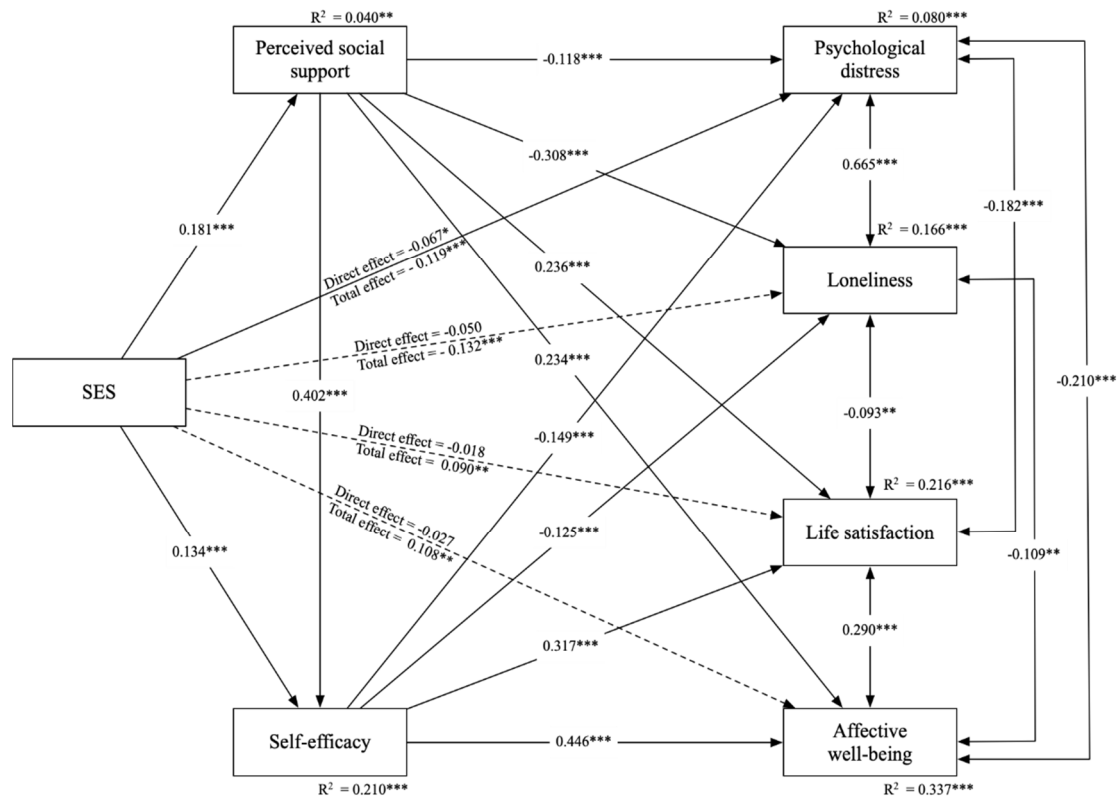 R² = 0.040**
R² = 0.080***
Perceived social
support
-0.118***
Psychological
distress
-0.308***
0.665***
0.181***
-0.182***
R² = 0.166***
Direct effect = -0.067*
Total effect = - 0.119***
0.236***
Loneliness
Direct effect = -0.050
Total effect = - 0.132***
0.234***
-0.210***
SES
0.402***
-0.093**
Direct effect = -0.018
Total effect = 0.090**
-0.149***
R² = 0.216***
Direct effect = -0.027
Total effect = 0.108**
-0.125***
Life satisfaction
0.134***
-0.109**
0.317***
0.290***
Self-efficacy
0.446***
Affective
well-being
R² = 0.210***
R² = 0.337***